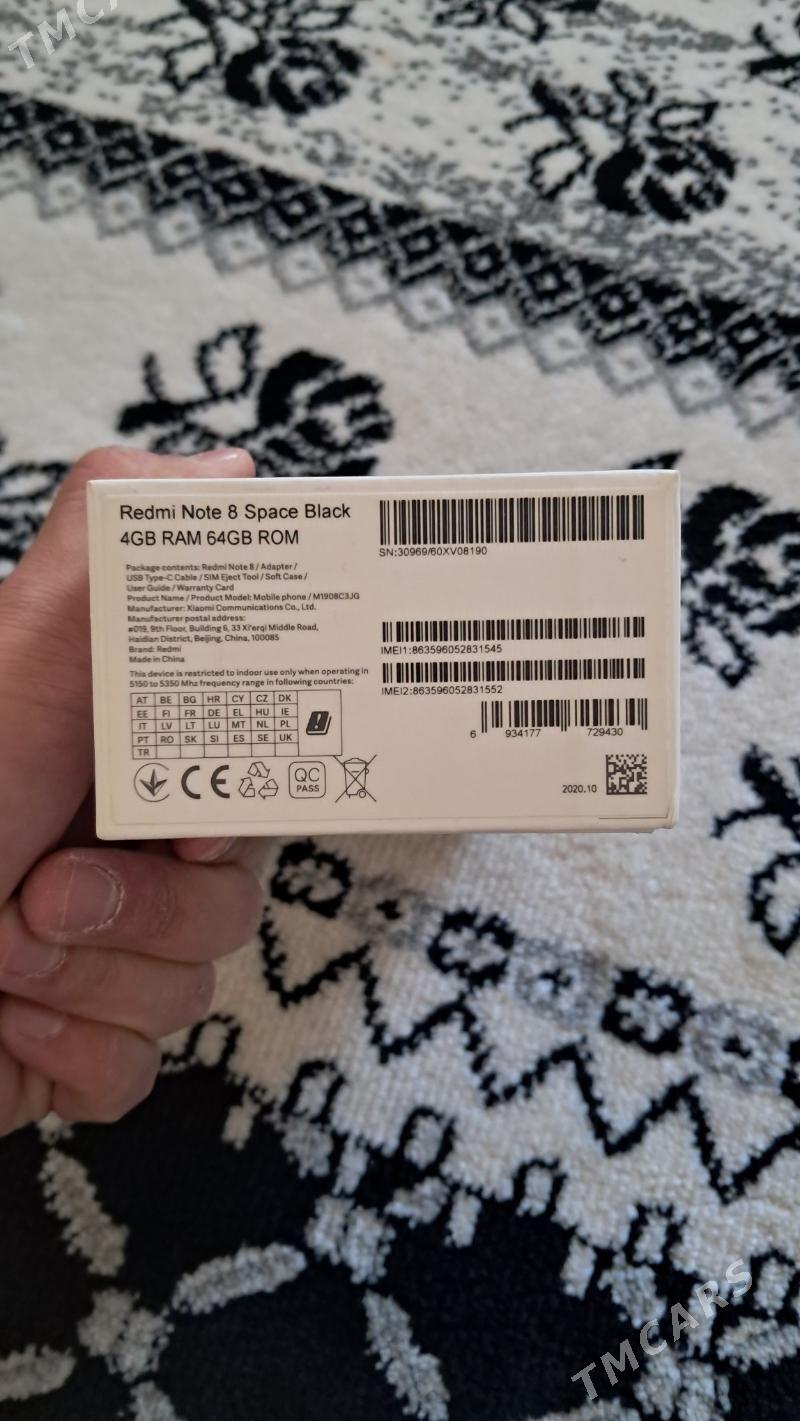 TMCA
Redmi Note 8 Space Black
4GB RAM 64GB ROM
Package contents: Redmi Note 8 / Adapter /
USB Type-C Cable / SIM Eject Tool / Soft Case /
User Guide / Warranty Card
Product Name / Product Model: Mobile phone / M1908C3JG
Manufacturer: Xiaomi Communications Co., Ltd.
Manufacturer postal address:
#019, 9th Floor, Building 6, 33 Xi'erqi Middle Road,
Haidian District, Beijing, China, 100085
Brand: Redmi
Made in China
This device is restricted to indoor use only when operating in
5150 to 5350 Mhz frequency range in following countries:
AT BE BG HR CY CZ DK
EE FI FR DE EL HU IE
IT LV LT LU MT NL PL
PT RO SK SI ES SE UK
TR
CE
QC
PASS
SN:30969/60XV08190
IMEI1:863596052831545
IMEI2:863596052831552
6 934177 729430
2020.10
TMCARS